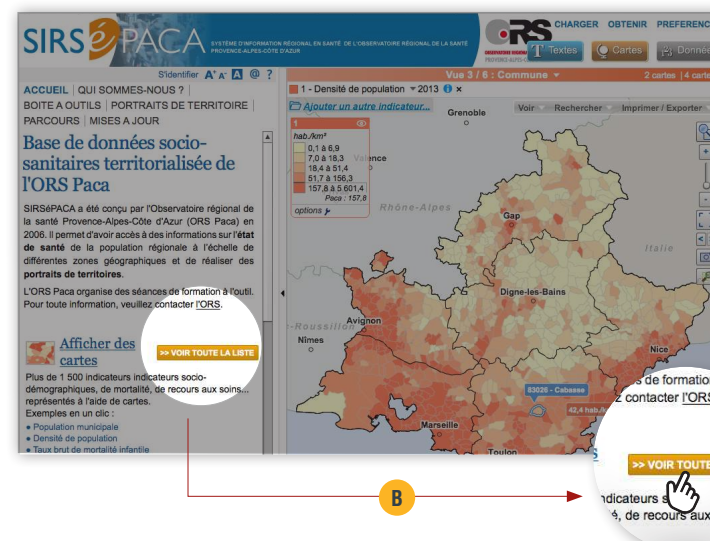 SIRSéPACA
SYSTÈME D'INFORMATION RÉGIONAL EN SANTÉ DE L'OBSERVATOIRE RÉGIONAL DE LA SANTÉ
PROVENCE-ALPES-CÔTE D'AZUR
ORS
CHARGER OBTENIR PREFERENC
Textes Cartes Donnée
S'identifier A+ A- A @ ?
ACCUEIL | QUI SOMMES-NOUS ? |
BOITE A OUTILS | PORTRAITS DE TERRITOIRE |
PARCOURS | MISES A JOUR
Base de données socio-
sanitaires territorialisée de
l'ORS Paca
SIRSéPACA a été conçu par l'Observatoire régional de
la santé Provence-Alpes-Côte d'Azur (ORS Paca) en
2006. Il permet d'avoir accès à des informations sur l'état
de santé de la population régionale à l'échelle de
différentes zones géographiques et de réaliser des
portraits de territoires.
L'ORS Paca organise des séances de formation à l'outil.
Pour toute information, veuillez contacter l'ORS.
Afficher des
cartes
>> VOIR TOUTE LA LISTE
Plus de 1 500 indicateurs indicateurs socio-
démographiques, de mortalité, de recours aux soins...
représentés à l'aide de cartes.
Exemples en un clic :
• Population municipale
• Densité de population
• Taux brut de mortalité infantile
Vue 3 / 6 : Commune
2 cartes | 4 carte
1 - Densité de population 2013 i ×
Ajouter un autre indicateur...
Voir Rechercher Imprimer / Exporter
1
hab./km²
0,1 à 6,9
7,0 à 18,3
18,4 à 51,4
51,7 à 156,3
157,8 à 5 601,4
Paca : 157,8
options
Grenoble
Valence
Rhône-Alpes
Gap
Italie
Digne-les-Bains
Avignon
-Roussillon
Nîmes
Nice
83026 - Cabasse
42,4 hab./k
Marseille
Toulon
B
s de formation
z contacter l'ORS
>> VOIR TOUTE
ndicateurs s
é, de recours aux